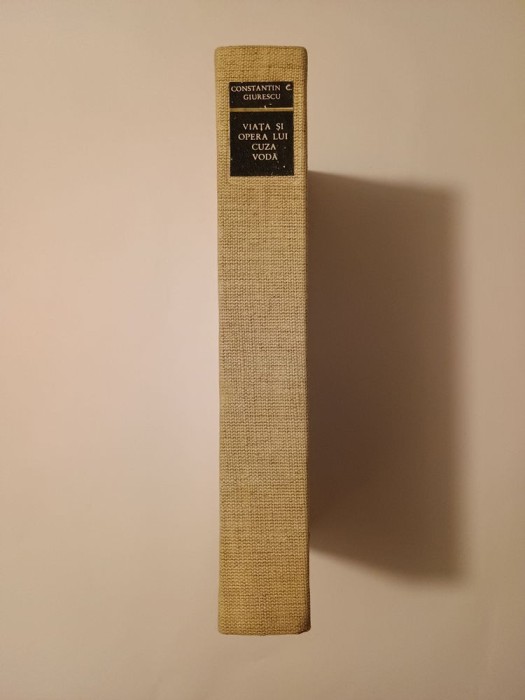 CONSTANTIN C.
GIURESCU
VIAȚA ȘI
OPERA LUI
CUZA
VODĂ